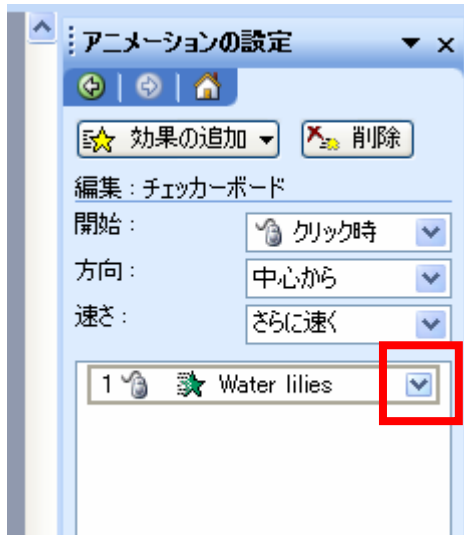 アニメーションの設定
効果の追加 削除
編集:チェッカーボード
開始: クリック時
方向: 中心から
速さ: さらに速く
1 Water lilies